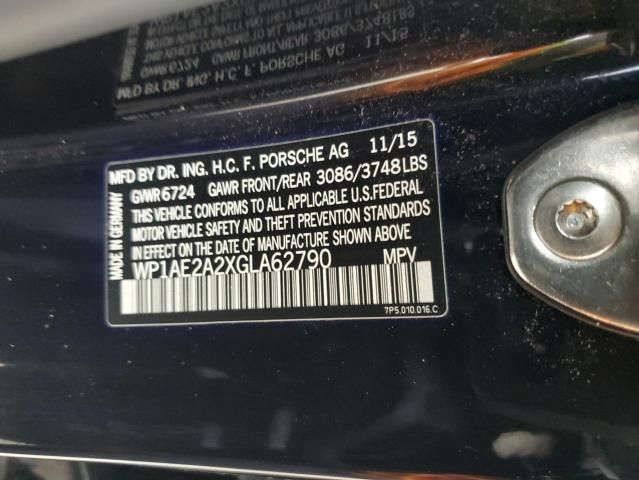 MFD BY DR. ING. H.C. F. PORSCHE AG 11/15
GVWR 6724 GAWR FRONT/REAR 3086/3748 LBS
THIS VEHICLE CONFORMS TO ALL APPLICABLE U.S.FEDERAL
MOTOR VEHICLE SAFETY AND THEFT PREVENTION STANDARDS
IN EFFECT ON THE DATE OF MANUFACTURE SHOWN ABOVE.
WP1AE2A2XGLA62790 MPV
7P5.010.016.C
MADE IN GERMANY